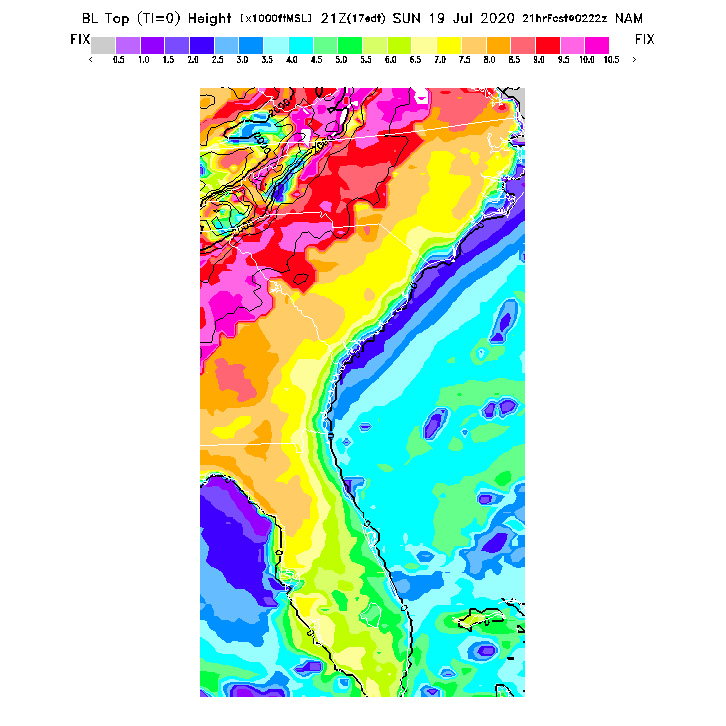 BL Top (TI=0) Height [x1000ftMSL] 21Z(17edt) SUN 19 Jul 2020 21hrFcst@0222z NAM
FIX FIX
< 0.5 1.0 1.5 2.0 2.5 3.0 3.5 4.0 4.5 5.0 5.5 6.0 6.5 7.0 7.5 8.0 8.5 9.0 9.5 10.0 10.5 >
2000
2000